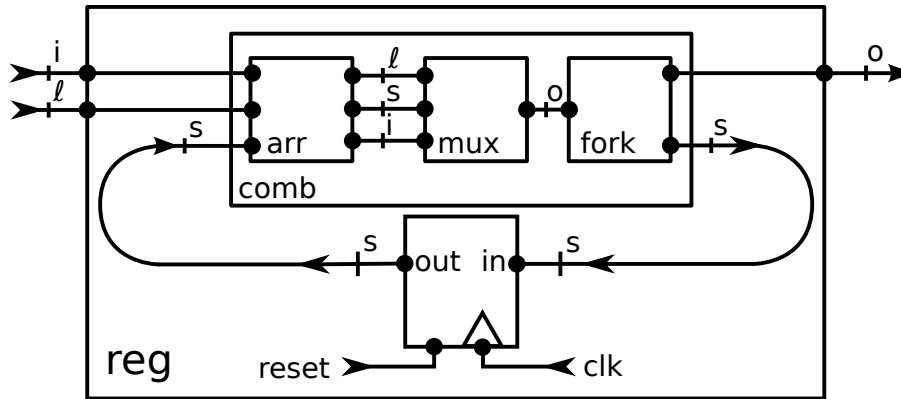 i o
ℓ
ℓ
s
i
o
s s
arr mux fork
comb
s s
out in
reg
reset clk